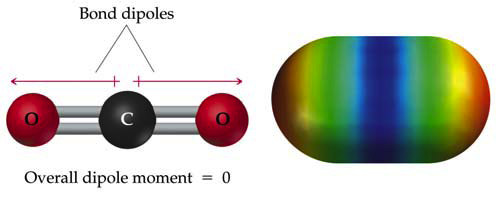 Bond dipoles
O C O
Overall dipole moment = 0